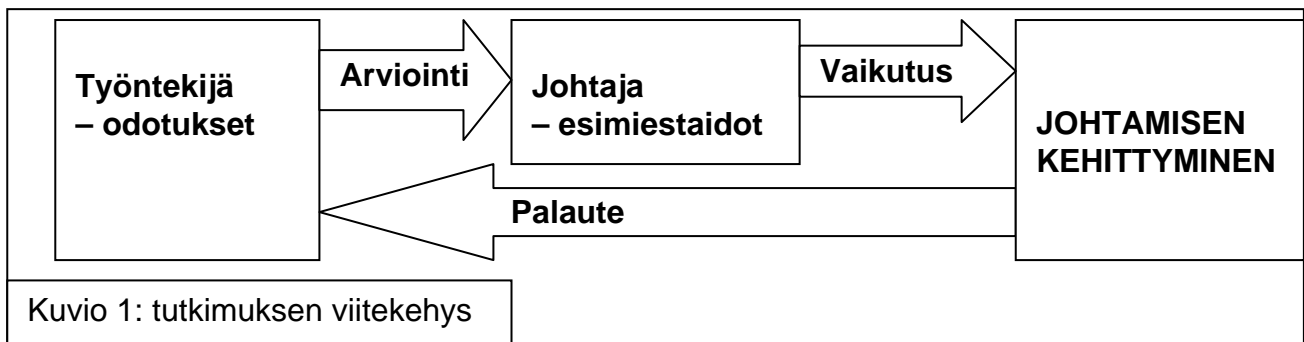 Työntekijä
– odotukset
Arviointi
Johtaja
– esimiestaidot
Vaikutus
JOHTAMISEN
KEHITTYMINEN
Palaute
Kuvio 1: tutkimuksen viitekehys